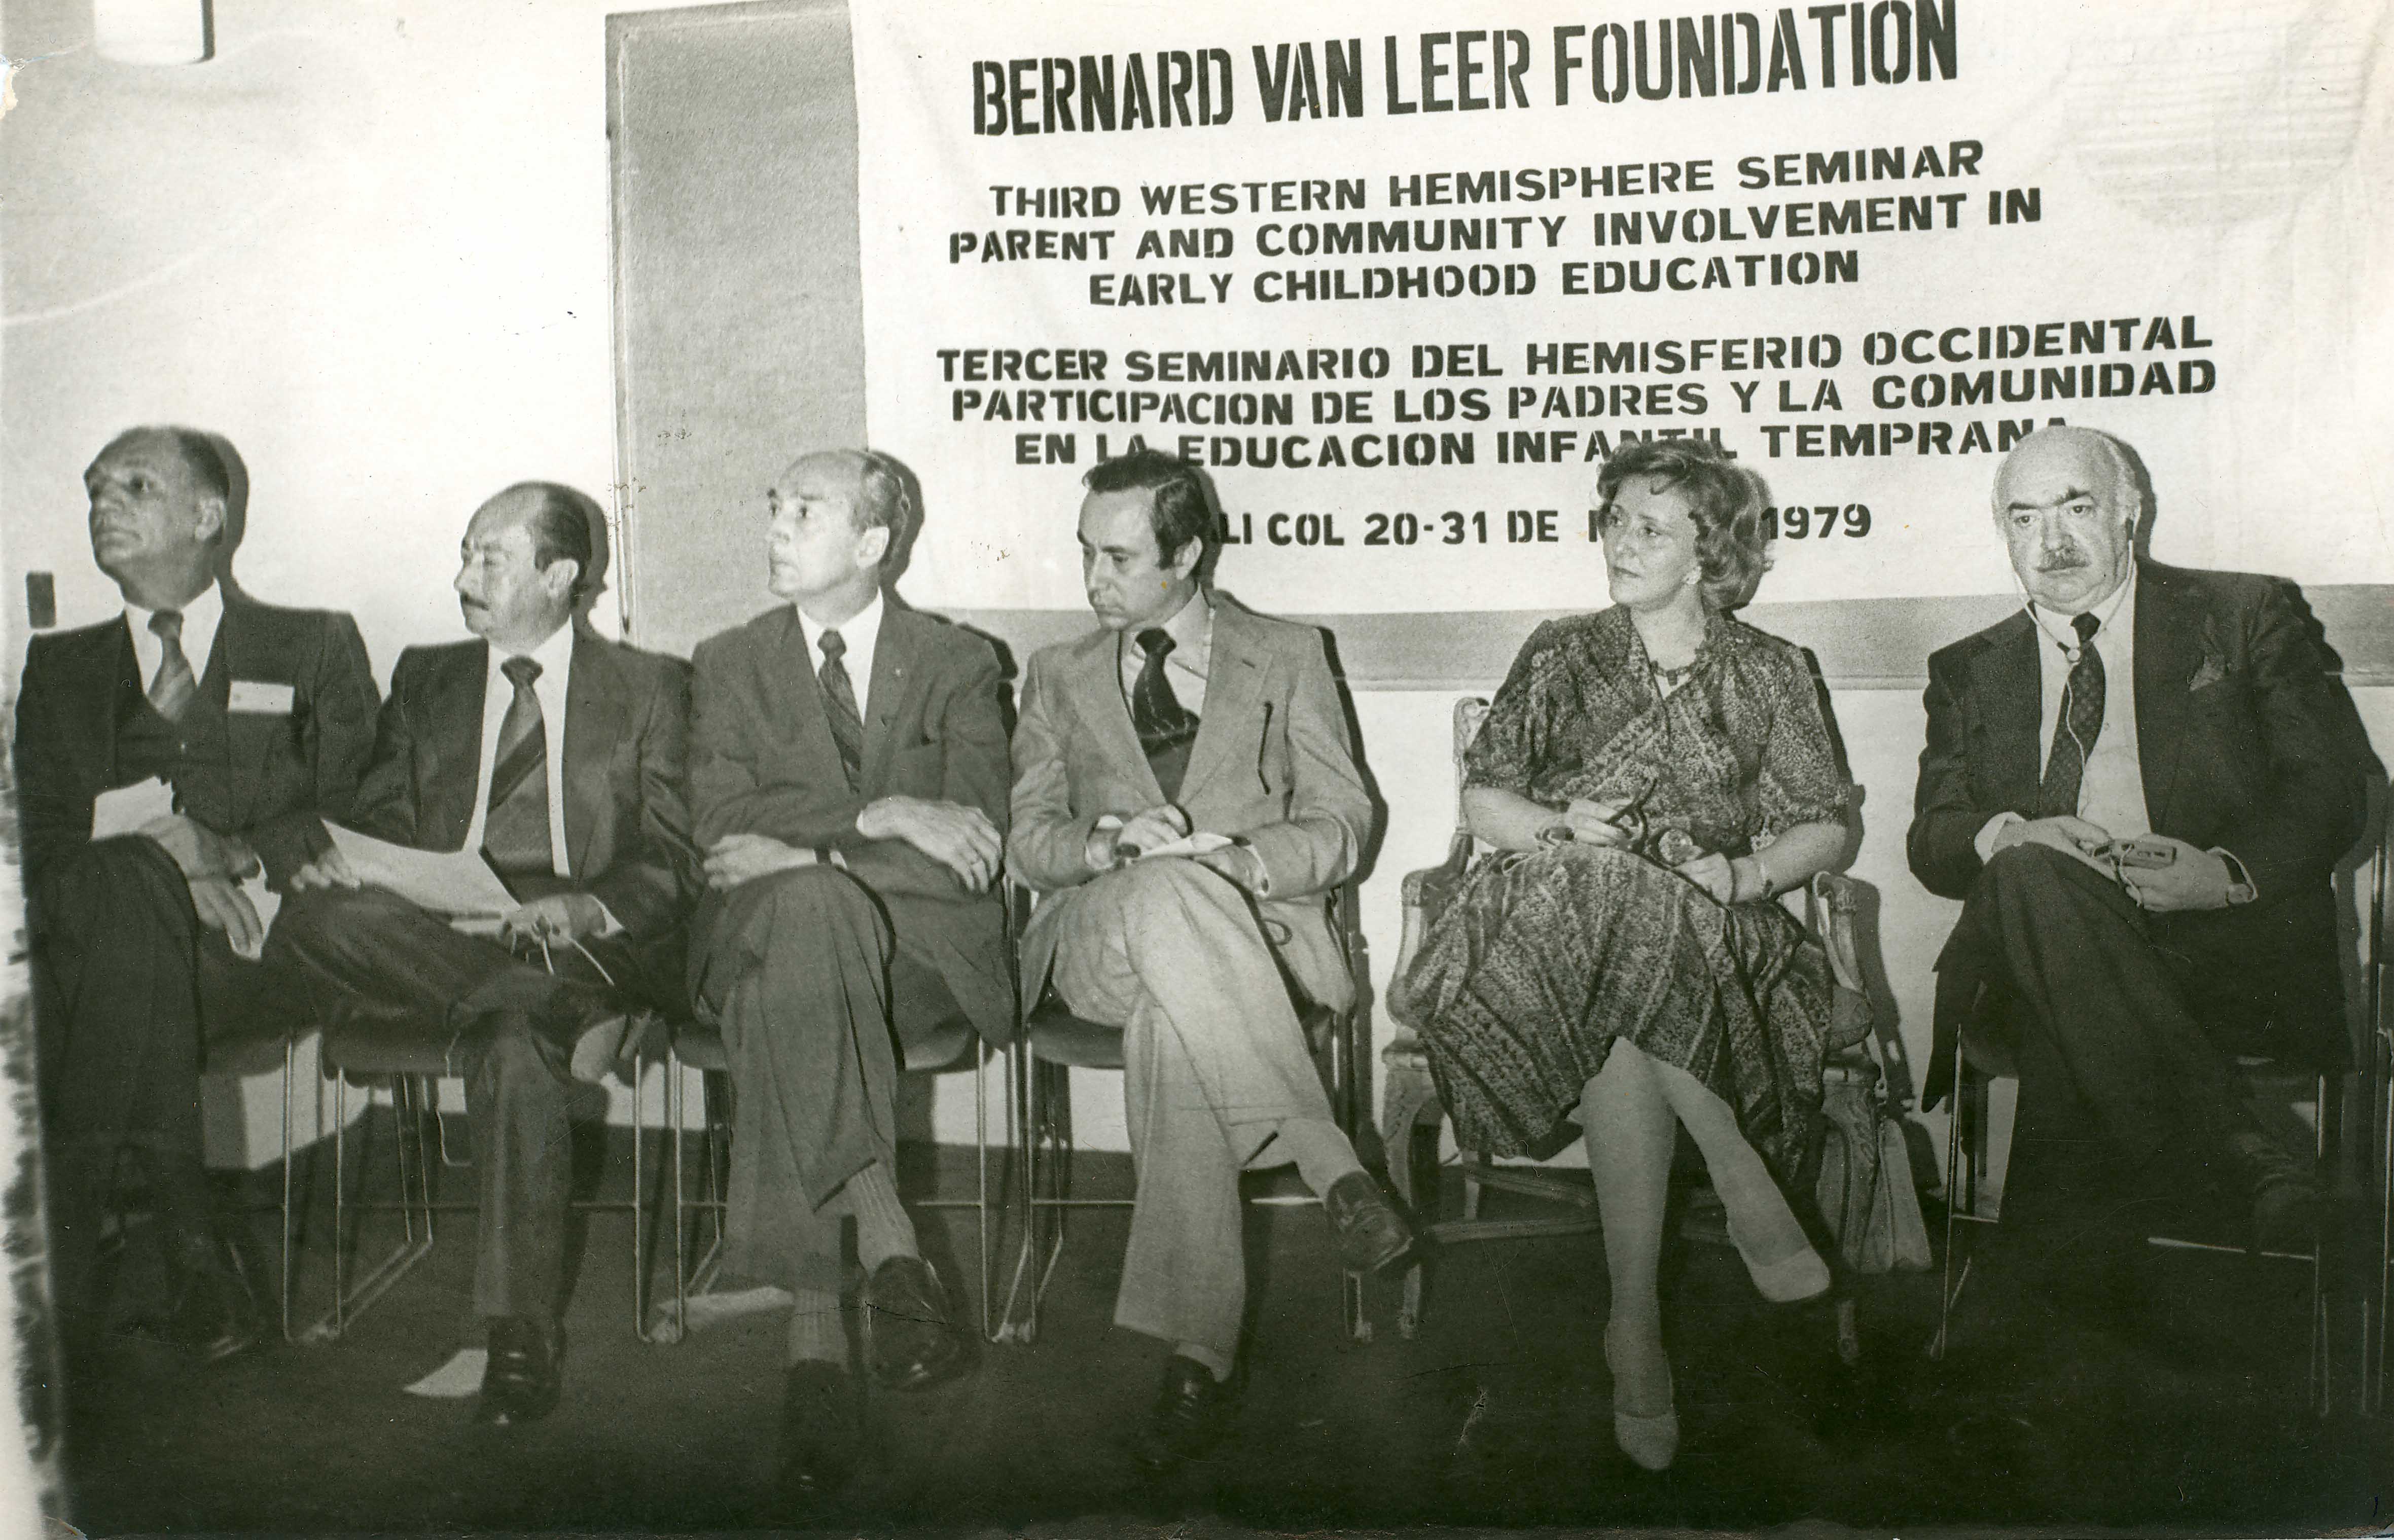 BERNARD VAN LEER FOUNDATION
THIRD WESTERN HEMISPHERE SEMINAR
PARENT AND COMMUNITY INVOLVEMENT IN
EARLY CHILDHOOD EDUCATION
TERCER SEMINARIO DEL HEMISFERIO OCCIDENTAL
PARTICIPACION DE LOS PADRES Y LA COMUNIDAD
EN LA EDUCACION INFANTIL TEMPRANA
LI COL 20-31 DE 1979